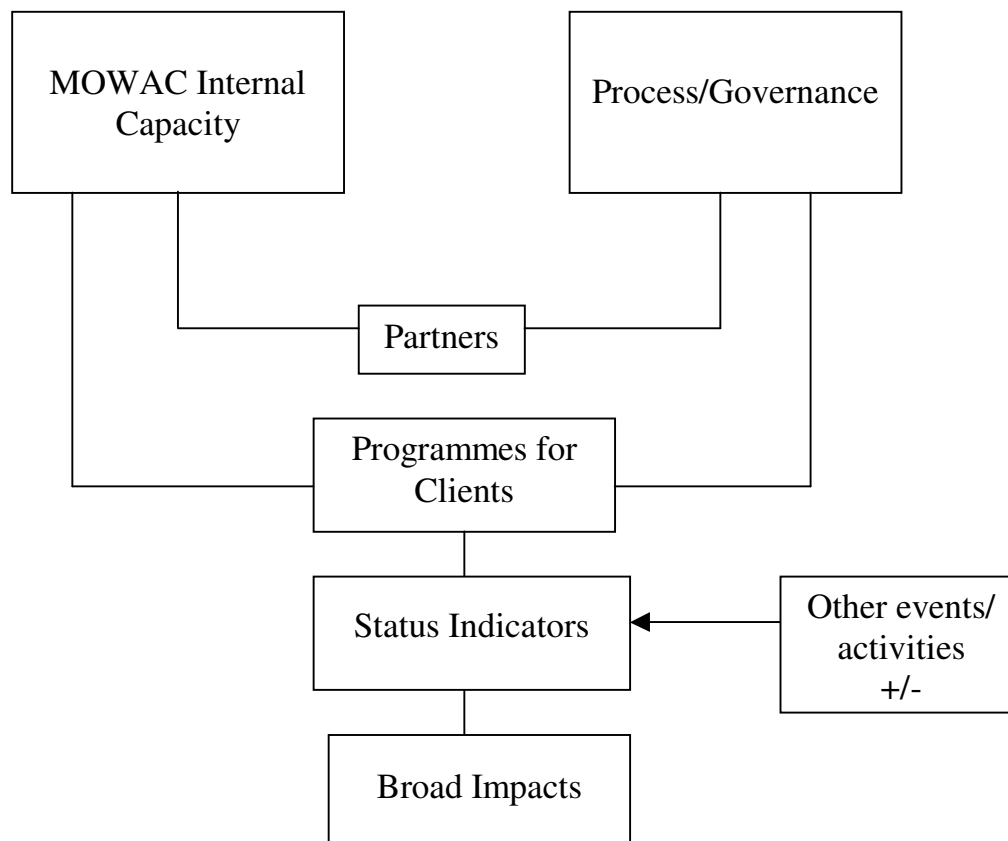 MOWAC Internal
Capacity
Process/Governance
Partners
Programmes for
Clients
Status Indicators
Other events/
activities
+/-
Broad Impacts